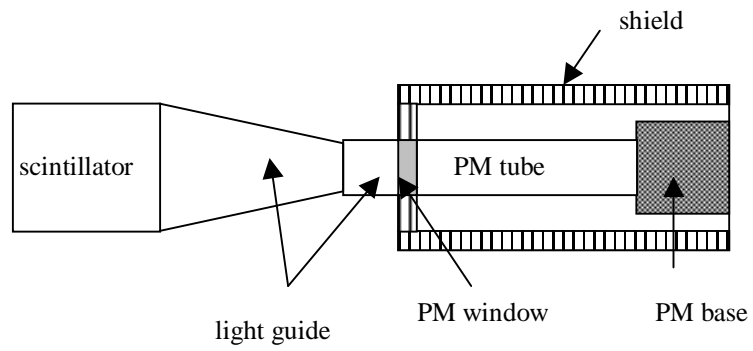 shield
scintillator
PM tube
light guide
PM window
PM base